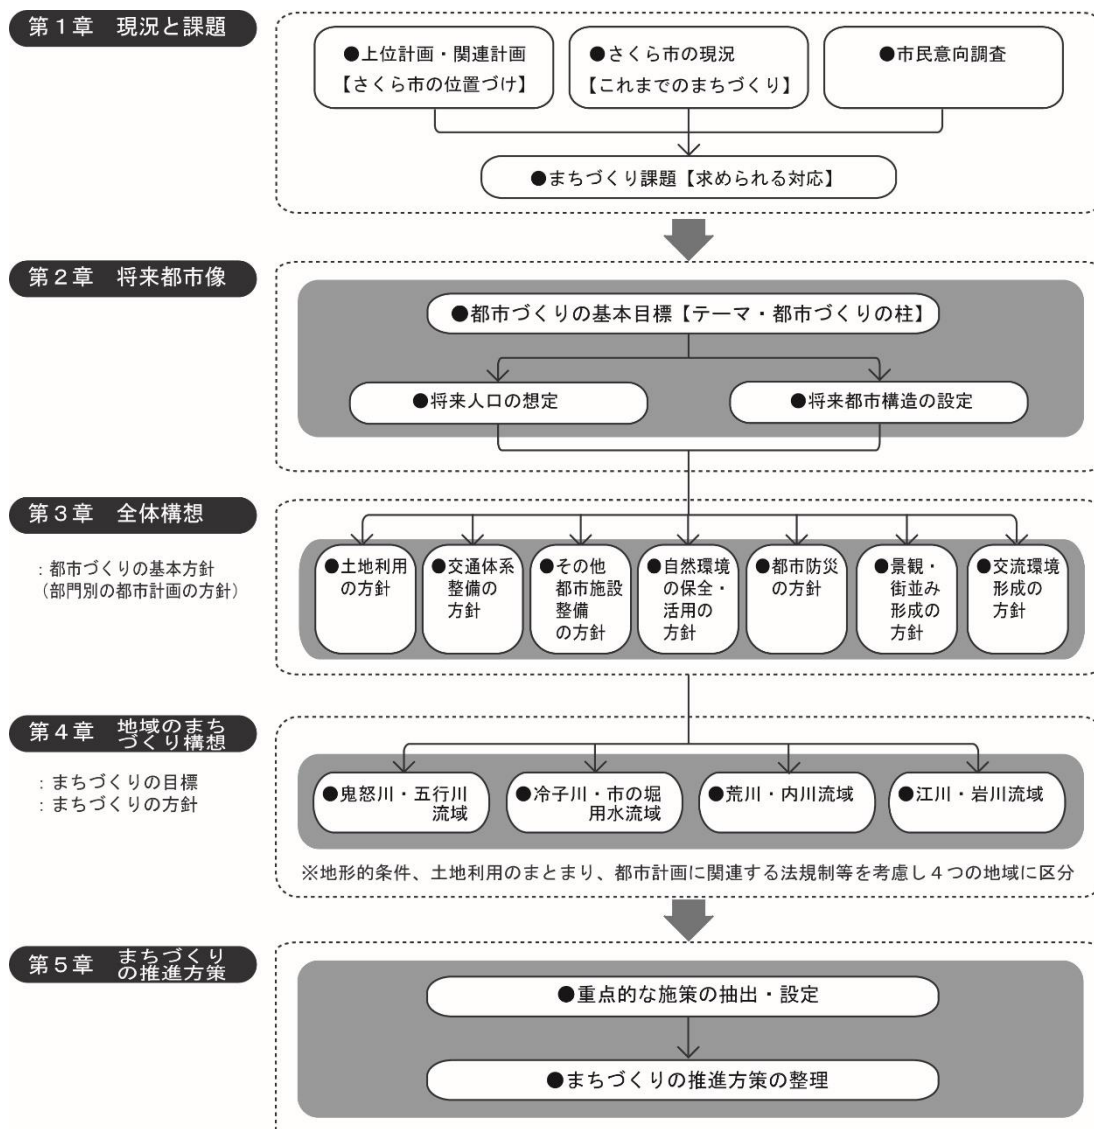 第１章　現況と課題
●上位計画・関連計画
【さくら市の位置づけ】
●さくら市の現況
【これまでのまちづくり】
●市民意向調査
●まちづくり課題【求められる対応】
第２章　将来都市像
●都市づくりの基本目標【テーマ・都市づくりの柱】
●将来人口の想定
●将来都市構造の設定
第３章　全体構想
：都市づくりの基本方針
（部門別の都市計画の方針）
●土地利用
の方針
●交通体系
整備の
方針
●その他
都市施設
整備
の方針
●自然環境
の保全・
活用の
方針
●都市防災
の方針
●景観・
街並み
形成の
方針
●交流環境
形成の
方針
第４章　地域のまち
づくり構想
：まちづくりの目標
：まちづくりの方針
●鬼怒川・五行川
流域
●冷子川・市の堀
用水流域
●荒川・内川流域
●江川・岩川流域
※地形的条件、土地利用のまとまり、都市計画に関連する法規制等を考慮し４つの地域に区分
第５章　まちづくり
の推進方策
●重点的な施策の抽出・設定
●まちづくりの推進方策の整理